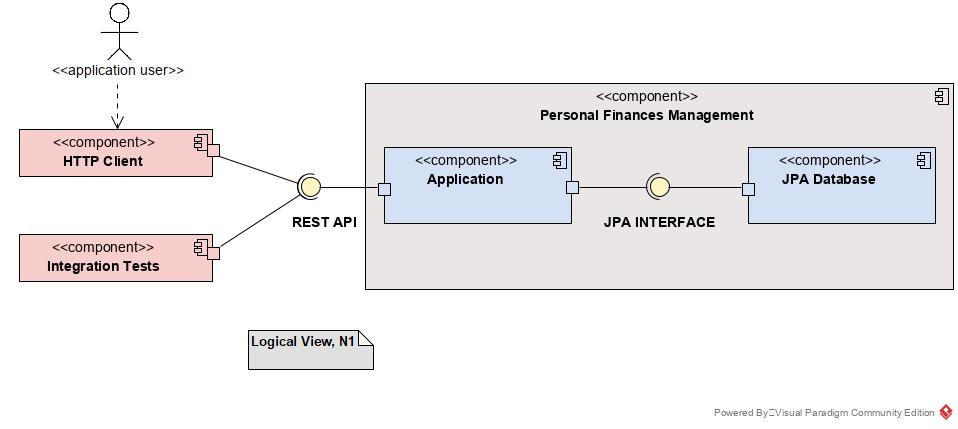 <<application user>>
<<component>>
HTTP Client
<<component>>
Integration Tests
REST API
<<component>>
Personal Finances Management
<<component>>
Application
JPA INTERFACE
<<component>>
JPA Database
Logical View, N1
Powered By Visual Paradigm Community Edition